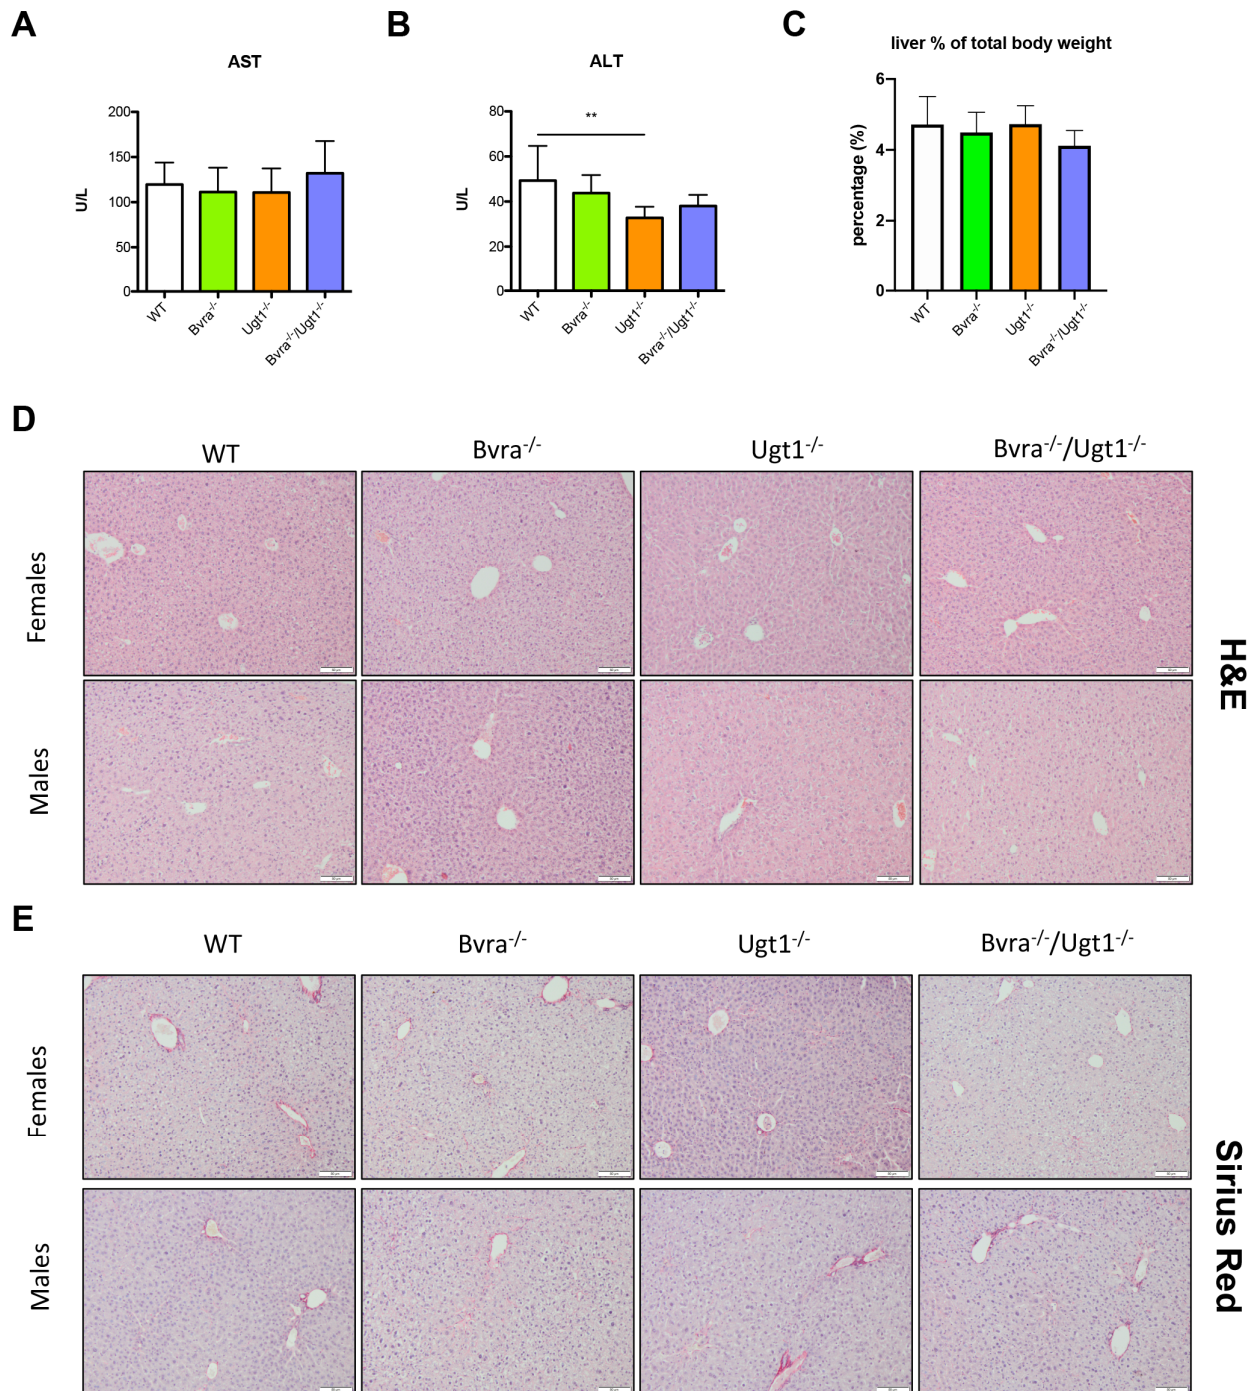 A
B
C
AST
ALT
liver % of total body weight
200
150
100
50
0
U/L
WT
Bvra-/-
Ugt1-/-
Bvra-/-/Ugt1-/-
80
60
40
20
0
U/L
**
WT
Bvra-/-
Ugt1-/-
Bvra-/-/Ugt1-/-
6
4
2
0
percentage (%)
WT
Bvra-/-
Ugt1-/-
Bvra-/-/Ugt1-/-
D
WT
Bvra-/-
Ugt1-/-
Bvra-/-/Ugt1-/-
Females
Males
H&E
E
WT
Bvra-/-
Ugt1-/-
Bvra-/-/Ugt1-/-
Females
Males
Sirius Red